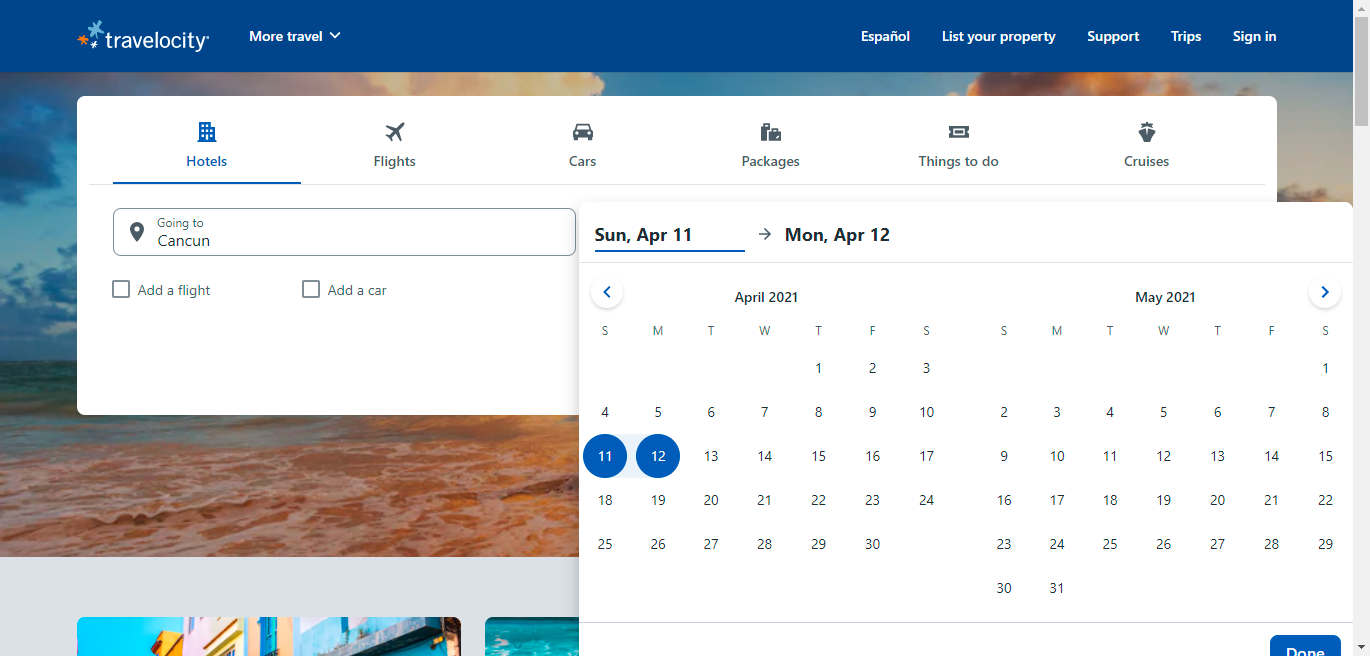 travelocity
More travel
Español
List your property
Support
Trips
Sign in
Hotels
Flights
Cars
Packages
Things to do
Cruises
Going to
Cancun
Add a flight
Add a car
Sun, Apr 11
Mon, Apr 12
April 2021
S M T W T F S
1 2 3
4 5 6 7 8 9 10
11 12 13 14 15 16 17
18 19 20 21 22 23 24
25 26 27 28 29 30
May 2021
S M T W T F S
1
2 3 4 5 6 7 8
9 10 11 12 13 14 15
16 17 18 19 20 21 22
23 24 25 26 27 28 29
30 31
Done